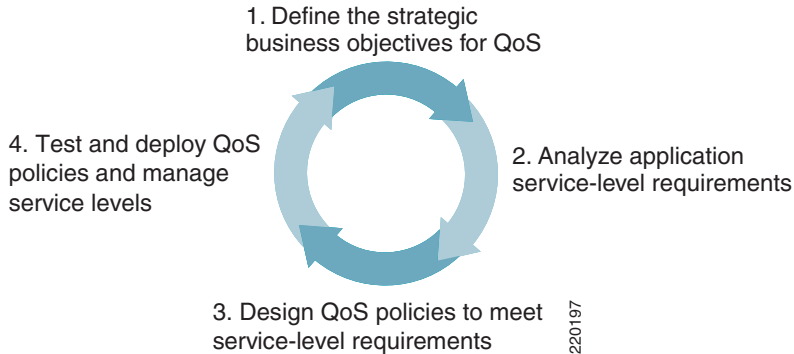 1. Define the strategic
business objectives for QoS
2. Analyze application
service-level requirements
3. Design QoS policies to meet
service-level requirements
4. Test and deploy QoS
policies and manage
service levels
220197